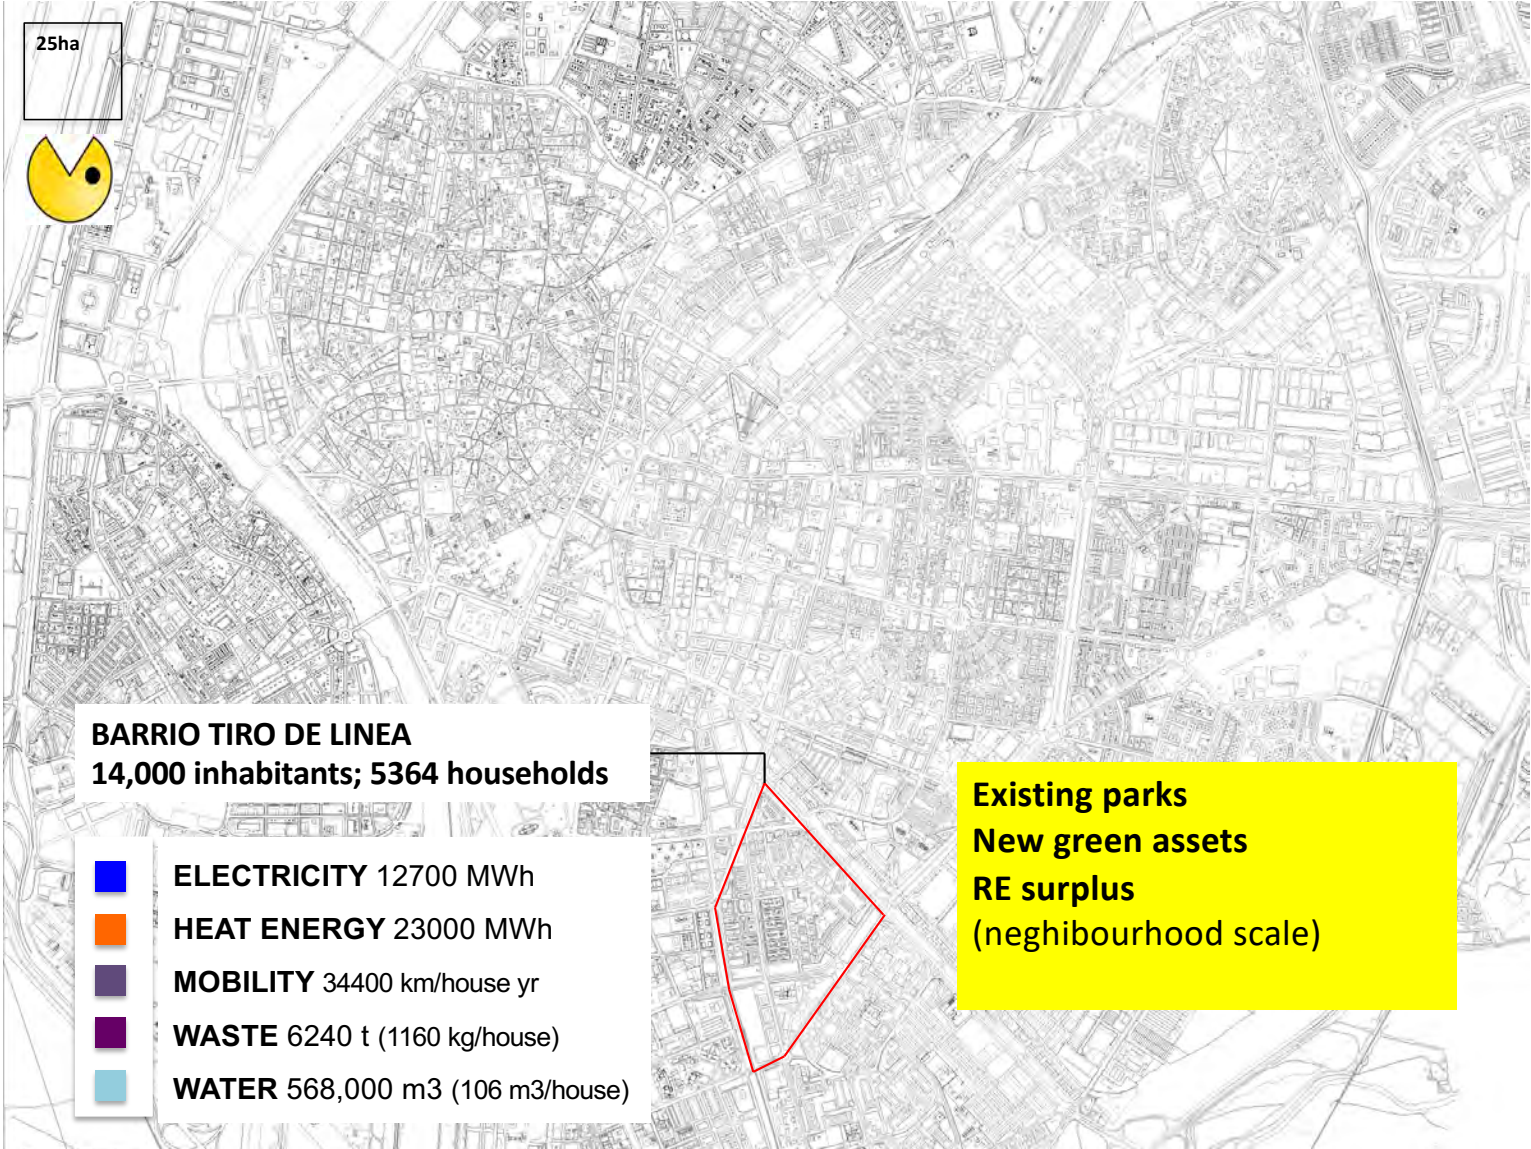 25ha
BARRIO TIRO DE LINEA
14,000 inhabitants; 5364 households
ELECTRICITY 12700 MWh
HEAT ENERGY 23000 MWh
MOBILITY 34400 km/house yr
WASTE 6240 t (1160 kg/house)
WATER 568,000 m3 (106 m3/house)
Existing parks
New green assets
RE surplus
(neghibourhood scale)